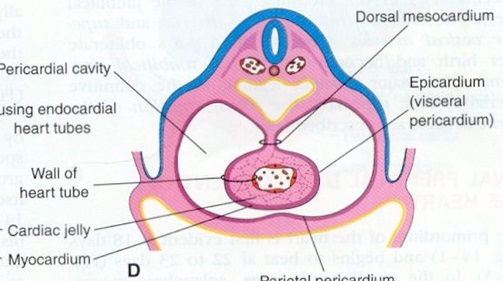 Dorsal mesocardium
Pericardial cavity
Epicardium
(visceral
pericardium)
using endocardial
heart tubes
Wall of
heart tube
Cardiac jelly
Myocardium
D
Parietal pericardium